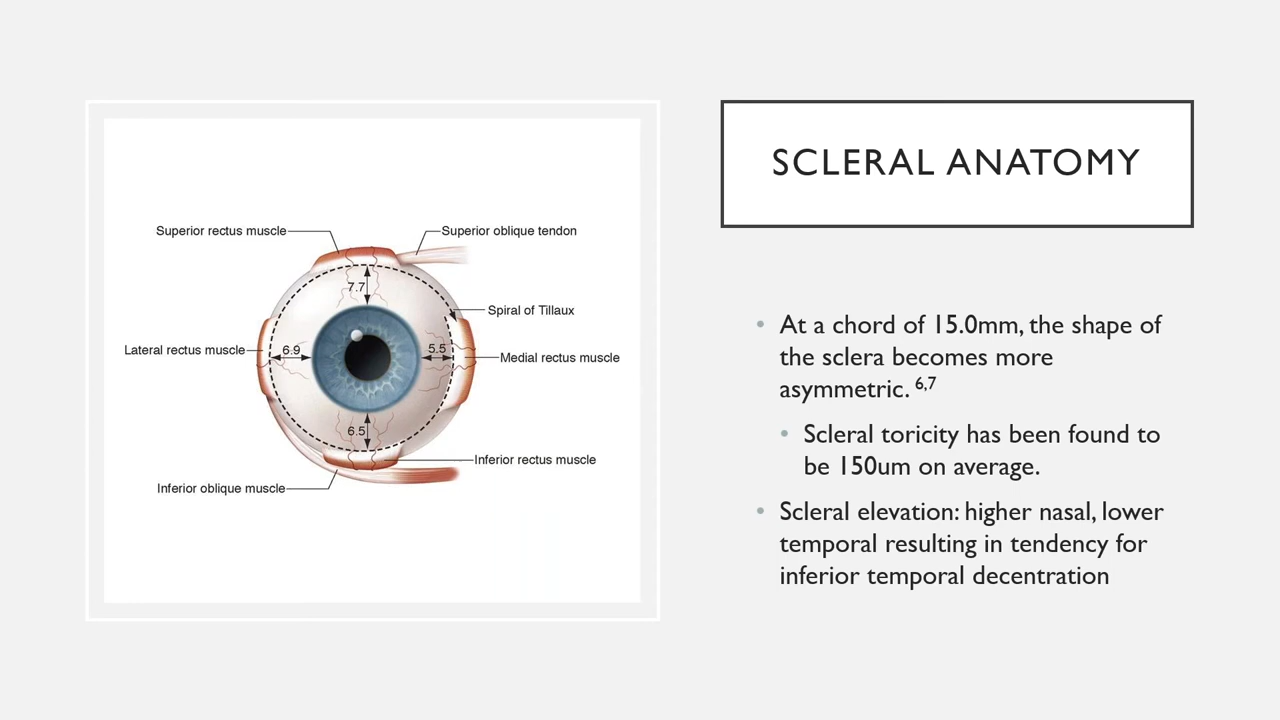 SCLERAL ANATOMY
Superior rectus muscle
Superior oblique tendon
7.7
Spiral of Tillaux
Lateral rectus muscle
6.9
5.5
Medial rectus muscle
6.5
Inferior rectus muscle
Inferior oblique muscle
• At a chord of 15.0mm, the shape of
the sclera becomes more
asymmetric. 6,7
• Scleral toricity has been found to
be 150um on average.
• Scleral elevation: higher nasal, lower
temporal resulting in tendency for
inferior temporal decentration